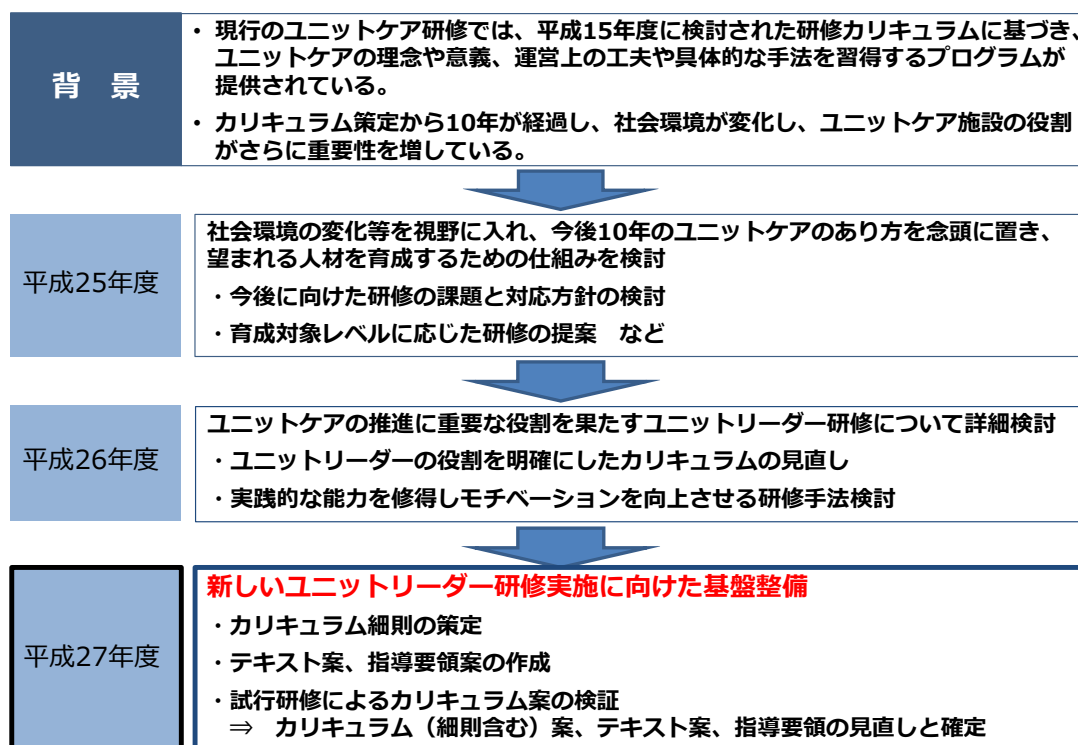 背　景
• 現行のユニットケア研修では、平成15年度に検討された研修カリキュラムに基づき、
ユニットケアの理念や意義、運営上の工夫や具体的な手法を習得するプログラムが
提供されている。
• カリキュラム策定から10年が経過し、社会環境が変化し、ユニットケア施設の役割
がさらに重要性を増している。
平成25年度
社会環境の変化等を視野に入れ、今後10年のユニットケアのあり方を念頭に置き、
望まれる人材を育成するための仕組みを検討
・今後に向けた研修の課題と対応方針の検討
・育成対象レベルに応じた研修の提案　など
平成26年度
ユニットケアの推進に重要な役割を果たすユニットリーダー研修について詳細検討
・ユニットリーダーの役割を明確にしたカリキュラムの見直し
・実践的な能力を修得しモチベーションを向上させる研修手法検討
平成27年度
新しいユニットリーダー研修実施に向けた基盤整備
・カリキュラム細則の策定
・テキスト案、指導要領案の作成
・試行研修によるカリキュラム案の検証
⇒　カリキュラム（細則含む）案、テキスト案、指導要領の見直しと確定